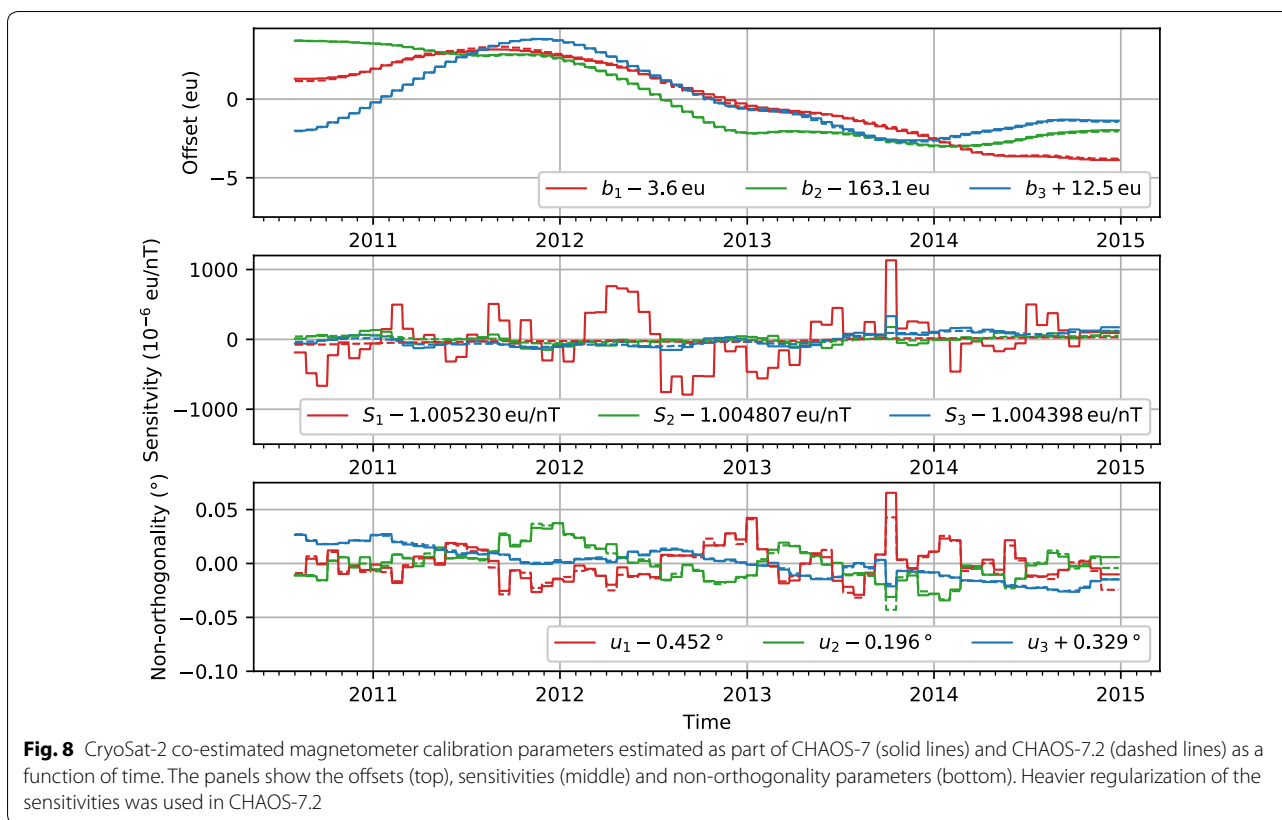 Offset (eu)
0
−5
b₁ − 3.6 eu b₂ − 163.1 eu b₃ + 12.5 eu
2011 2012 2013 2014 2015
Sensitvity (10⁻⁶ eu/nT)
1000
0
−1000
S₁ − 1.005230 eu/nT S₂ − 1.004807 eu/nT S₃ − 1.004398 eu/nT
2011 2012 2013 2014 2015
Non-orthogonality (°)
0.05
0.00
−0.05
−0.10
u₁ − 0.452 ° u₂ − 0.196 ° u₃ + 0.329 °
2011 2012 2013 2014 2015
Time
Fig. 8 CryoSat-2 co-estimated magnetometer calibration parameters estimated as part of CHAOS-7 (solid lines) and CHAOS-7.2 (dashed lines) as a
function of time. The panels show the offsets (top), sensitivities (middle) and non-orthogonality parameters (bottom). Heavier regularization of the
sensitivities was used in CHAOS-7.2